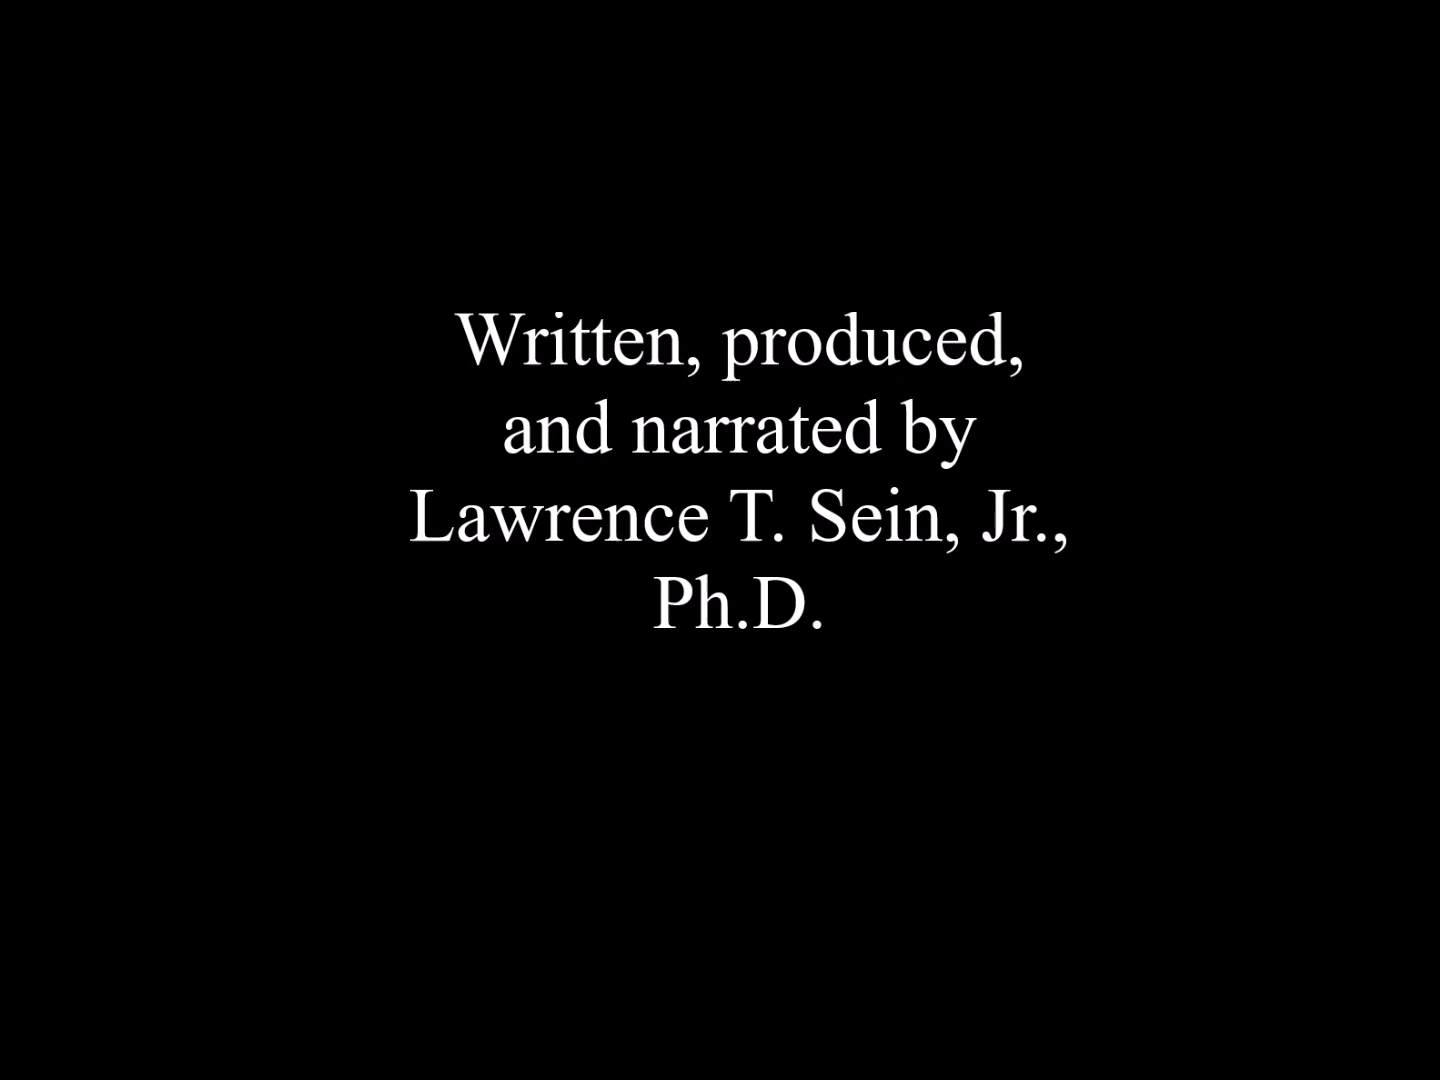 Written, produced,
and narrated by
Lawrence T. Sein, Jr.,
Ph.D.